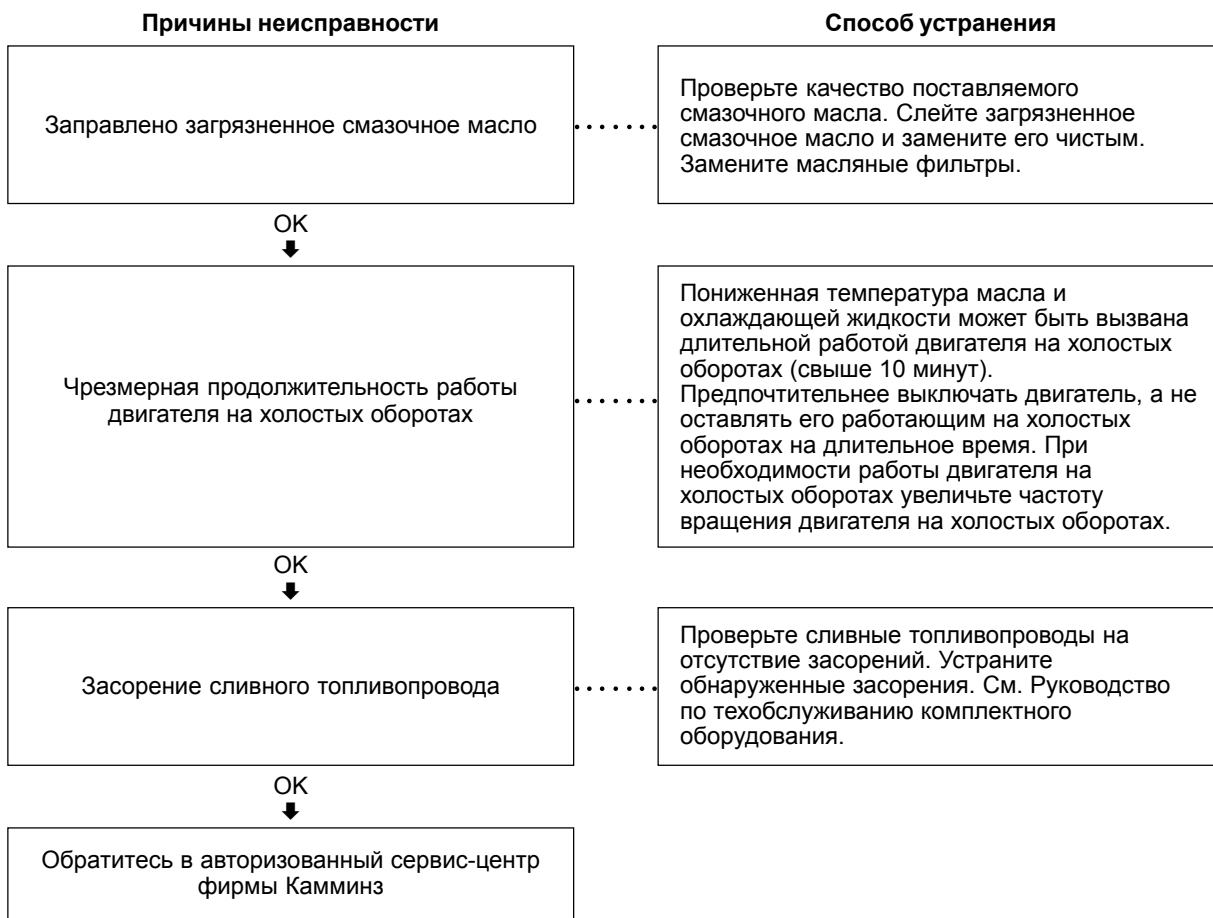 Причины неисправности
Способ устранения
Заправлено загрязненное смазочное масло
Проверьте качество поставляемого
смазочного масла. Слейте загрязненное
смазочное масло и замените его чистым.
Замените масляные фильтры.
OK
Чрезмерная продолжительность работы
двигателя на холостых оборотах
Пониженная температура масла и
охлаждающей жидкости может быть вызвана
длительной работой двигателя на холостых
оборотах (свыше 10 минут).
Предпочтительнее выключать двигатель, а не
оставлять его работающим на холостых
оборотах на длительное время. При
необходимости работы двигателя на
холостых оборотах увеличьте частоту
вращения двигателя на холостых оборотах.
OK
Засорение сливного топливопровода
Проверьте сливные топливопроводы на
отсутствие засорений. Устраните
обнаруженные засорения. См. Руководство
по техобслуживанию комплектного
оборудования.
OK
Обратитесь в авторизованный сервис-центр
фирмы Камминз